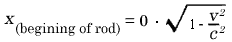 x(begining of rod) = 0 · √(1 - v²/c²)